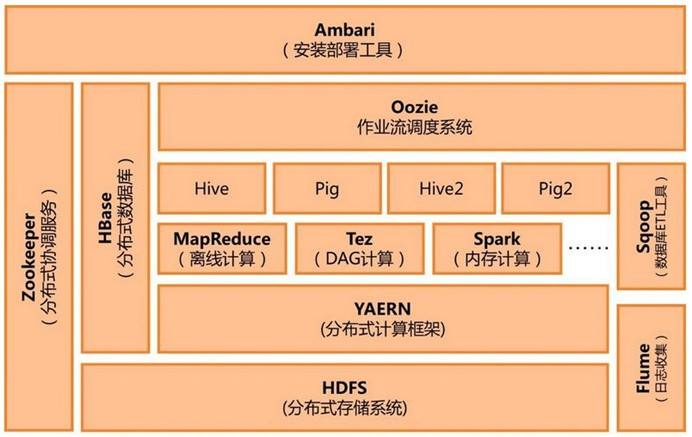 Ambari
（安装部署工具）
Zookeeper
（分布式协调服务）
HBase
（分布式数据库）
Oozie
作业流调度系统
Hive
Pig
Hive2
Pig2
Sqoop
（数据库ETL工具）
MapReduce
（离线计算）
Tez
（DAG计算）
Spark
（内存计算）
······
YAERN
(分布式计算框架)
Flume
（日志收集）
HDFS
(分布式存储系统)